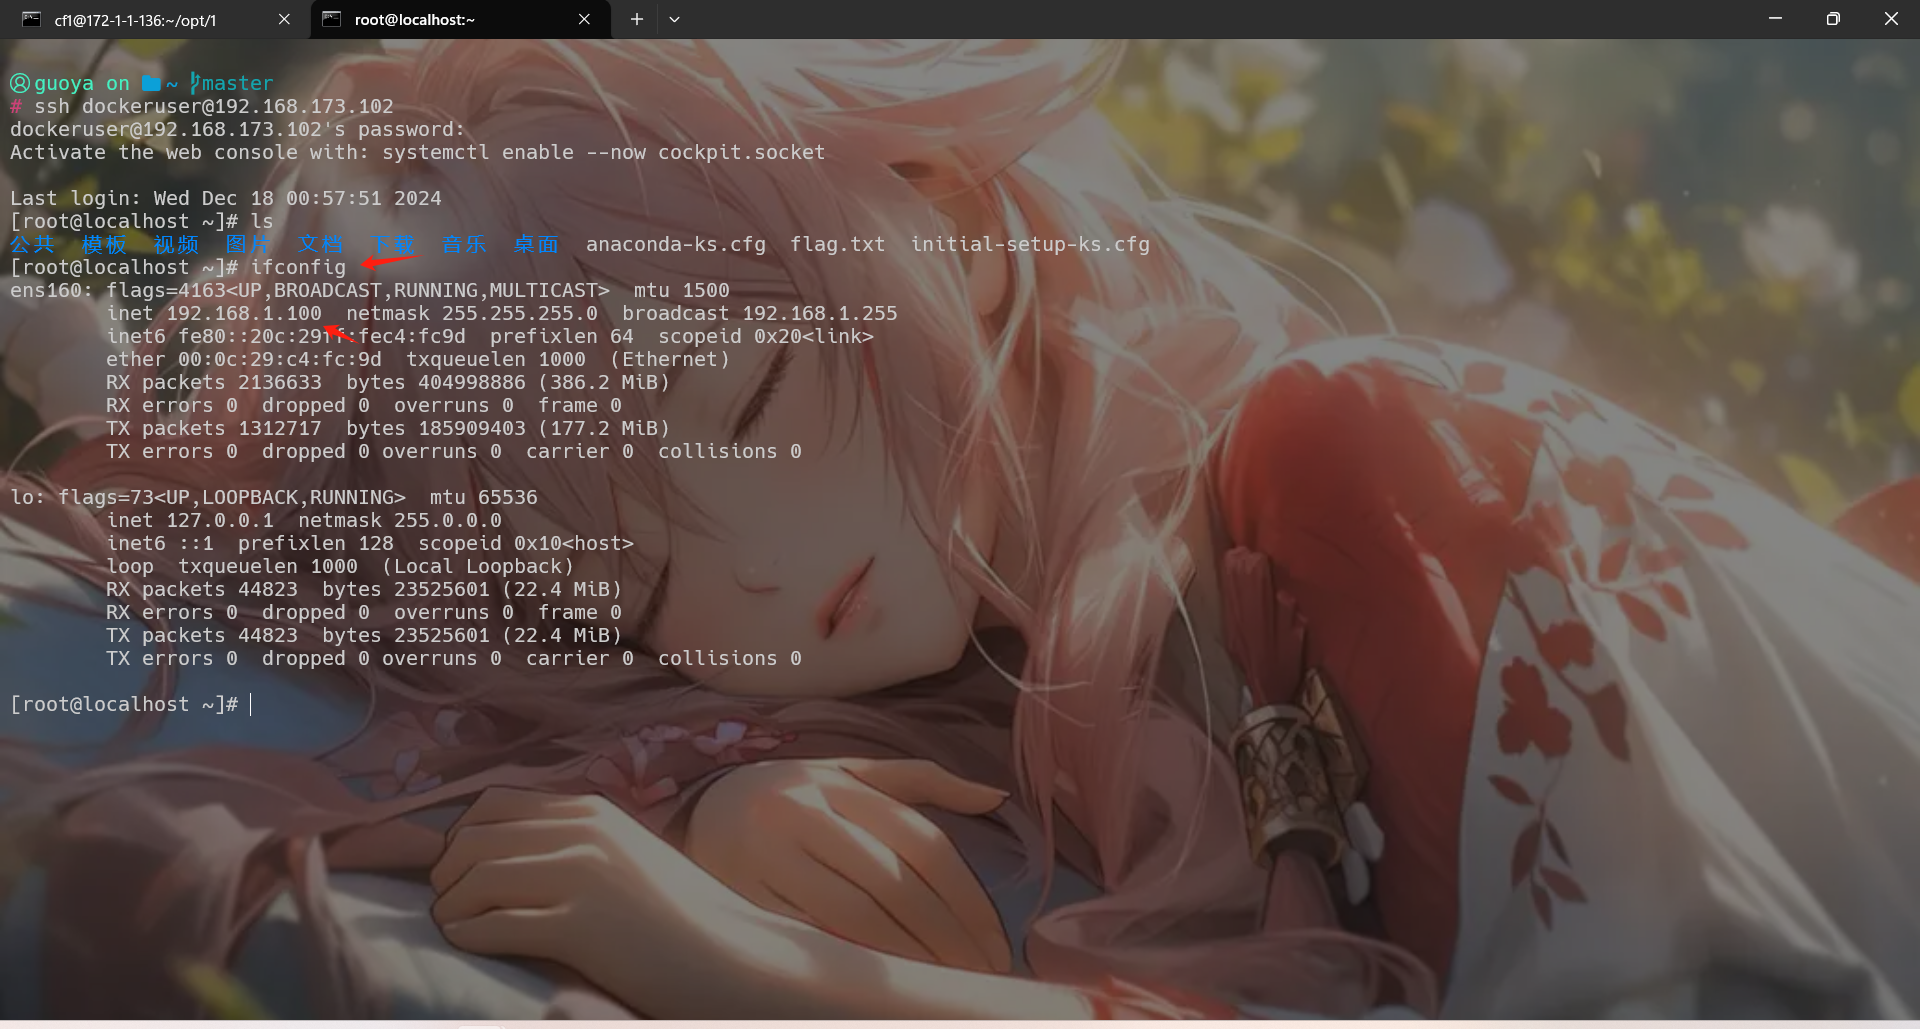 cf1@172-1-1-136:~/opt/1
root@localhost:~
guoya on ~ master
# ssh dockeruser@192.168.173.102
dockeruser@192.168.173.102's password:
Activate the web console with: systemctl enable --now cockpit.socket
Last login: Wed Dec 18 00:57:51 2024
[root@localhost ~]# ls
公共 模板 视频 图片 文档 下载 音乐 桌面 anaconda-ks.cfg flag.txt initial-setup-ks.cfg
[root@localhost ~]# ifconfig
ens160: flags=4163<UP,BROADCAST,RUNNING,MULTICAST> mtu 1500
inet 192.168.1.100 netmask 255.255.255.0 broadcast 192.168.1.255
inet6 fe80::20c:29ff:fec4:fc9d prefixlen 64 scopeid 0x20<link>
ether 00:0c:29:c4:fc:9d txqueuelen 1000 (Ethernet)
RX packets 2136633 bytes 404998886 (386.2 MiB)
RX errors 0 dropped 0 overruns 0 frame 0
TX packets 1312717 bytes 185909403 (177.2 MiB)
TX errors 0 dropped 0 overruns 0 carrier 0 collisions 0
lo: flags=73<UP,LOOPBACK,RUNNING> mtu 65536
inet 127.0.0.1 netmask 255.0.0.0
inet6 ::1 prefixlen 128 scopeid 0x10<host>
loop txqueuelen 1000 (Local Loopback)
RX packets 44823 bytes 23525601 (22.4 MiB)
RX errors 0 dropped 0 overruns 0 frame 0
TX packets 44823 bytes 23525601 (22.4 MiB)
TX errors 0 dropped 0 overruns 0 carrier 0 collisions 0
[root@localhost ~]#